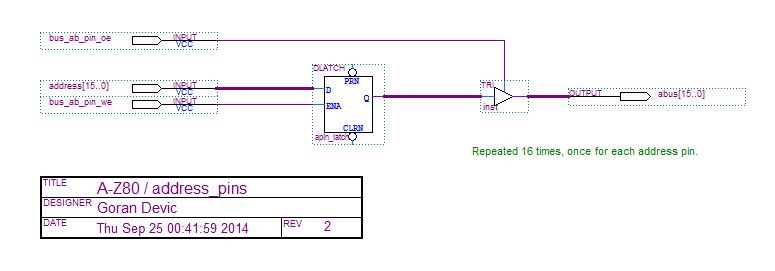 bus_ab_pin_oe INPUT
VCC
address[15..0] INPUT
VCC
bus_ab_pin_we INPUT
VCC
DLATCH
PRN
D
ENA
Q
CLRN
apin_latch
TRI
inst
OUTPUT abus[15..0]
Repeated 16 times, once for each address pin.
TITLE A-Z80 / address_pins
DESIGNER Goran Devic
DATE Thu Sep 25 00:41:59 2014 REV 2